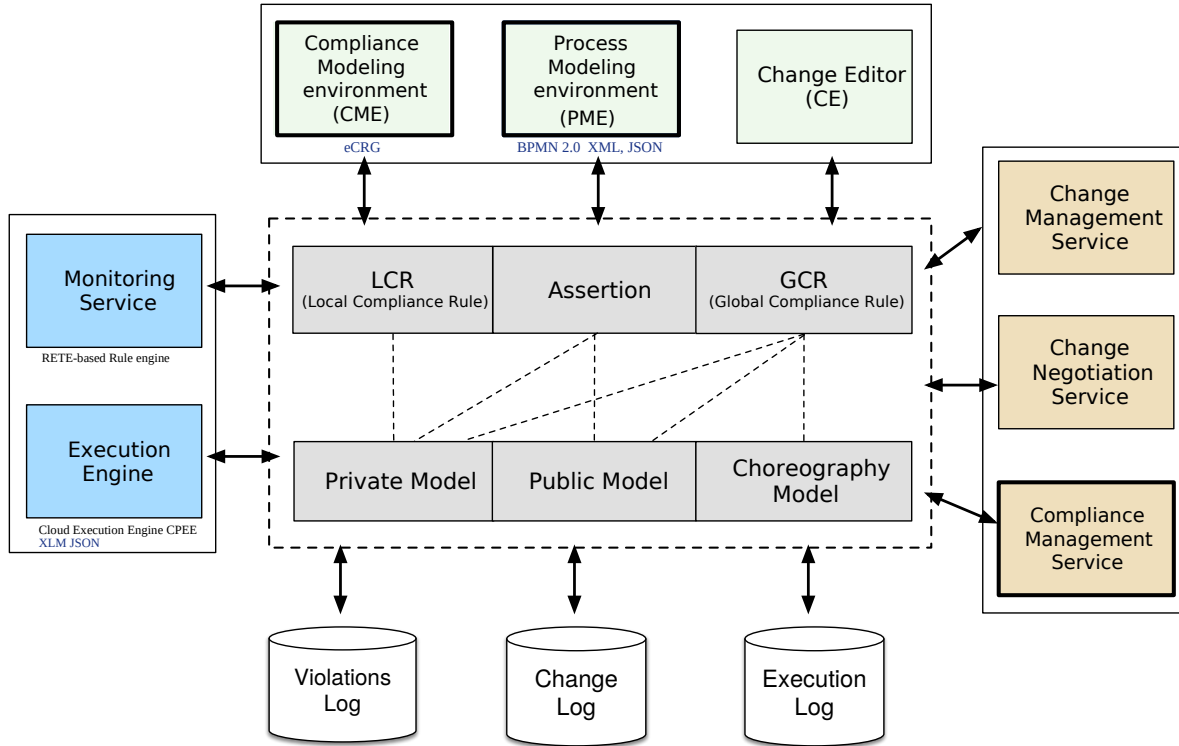 Compliance
Modeling
environment
(CME)
eCRG
Process
Modeling
environment
(PME)
BPMN 2.0 XML, JSON
Change Editor
(CE)
Monitoring
Service
RETE-based Rule engine
Execution
Engine
Cloud Execution Engine CPEE
XLM JSON
LCR
(Local Compliance Rule)
Assertion
GCR
(Global Compliance Rule)
Private Model
Public Model
Choreography
Model
Change
Management
Service
Change
Negotiation
Service
Compliance
Management
Service
Violations
Log
Change
Log
Execution
Log